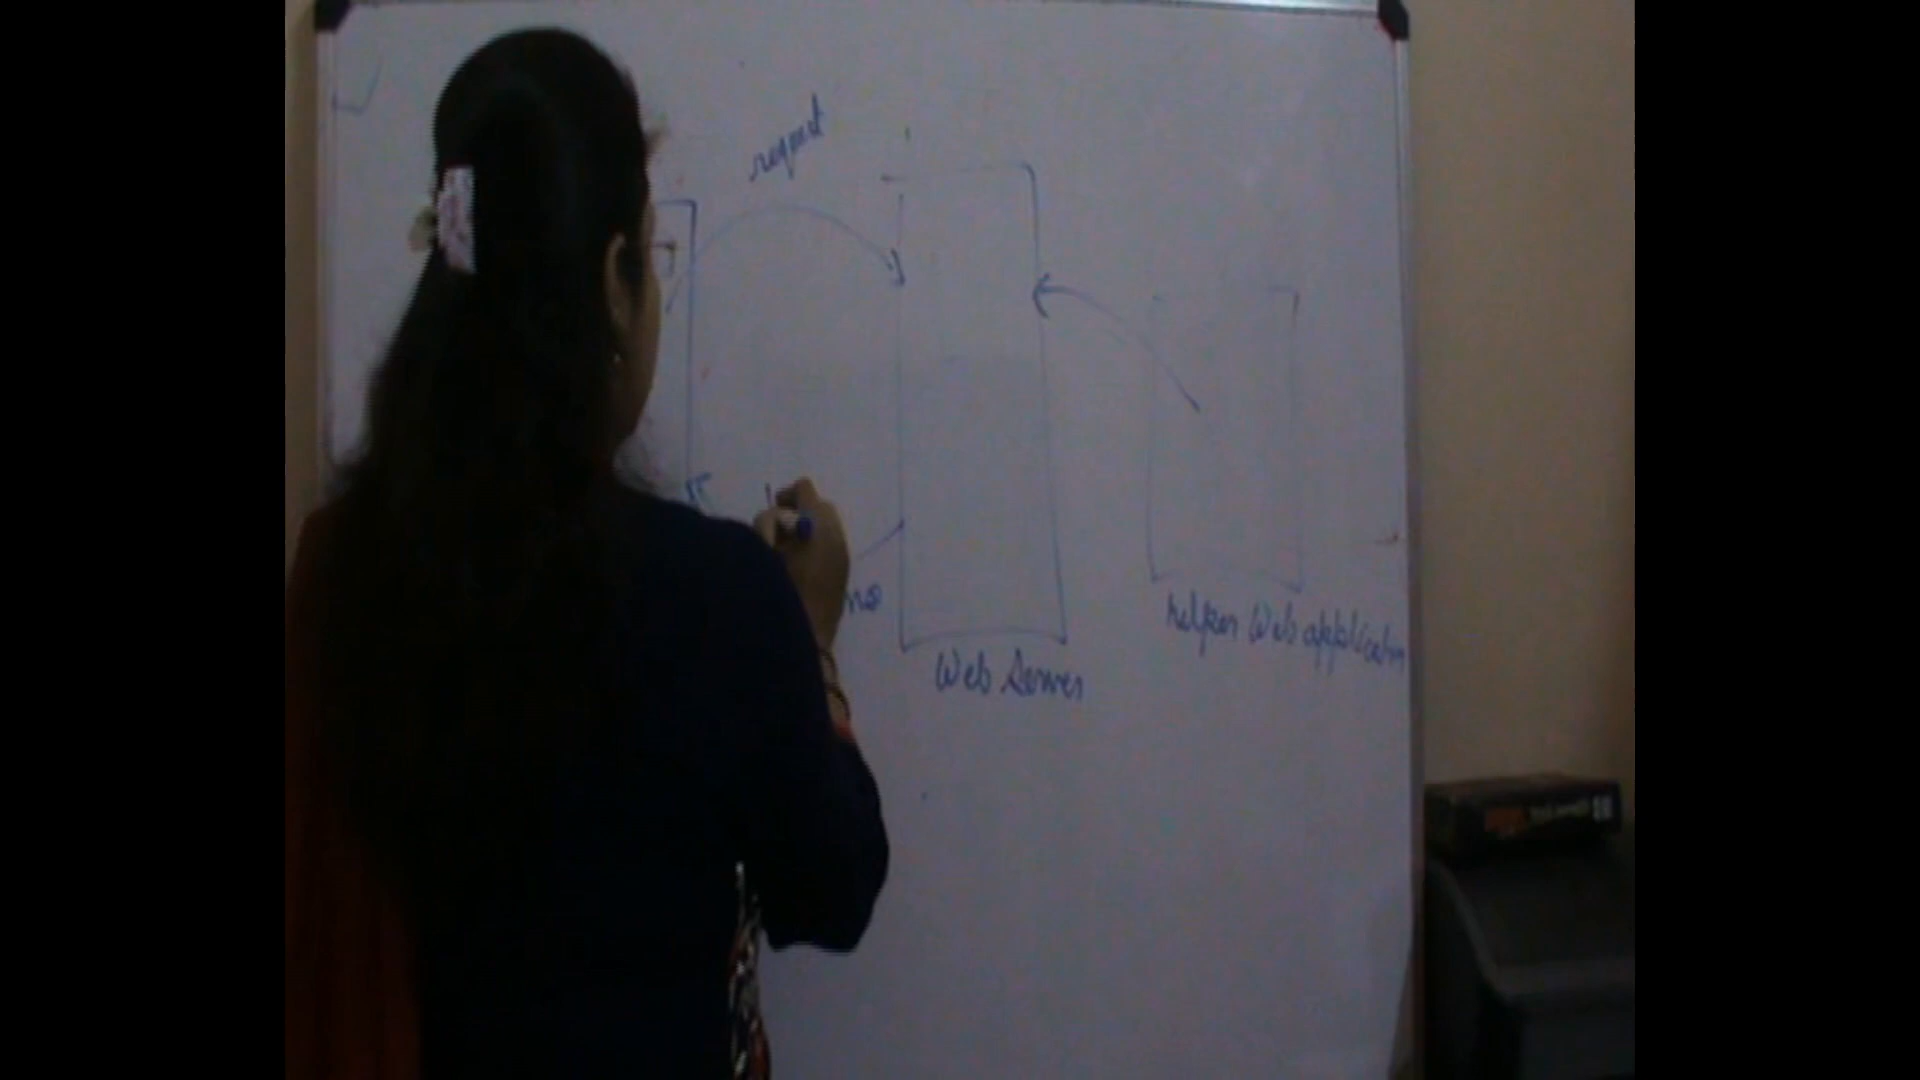 request
Web Server
helper Web application